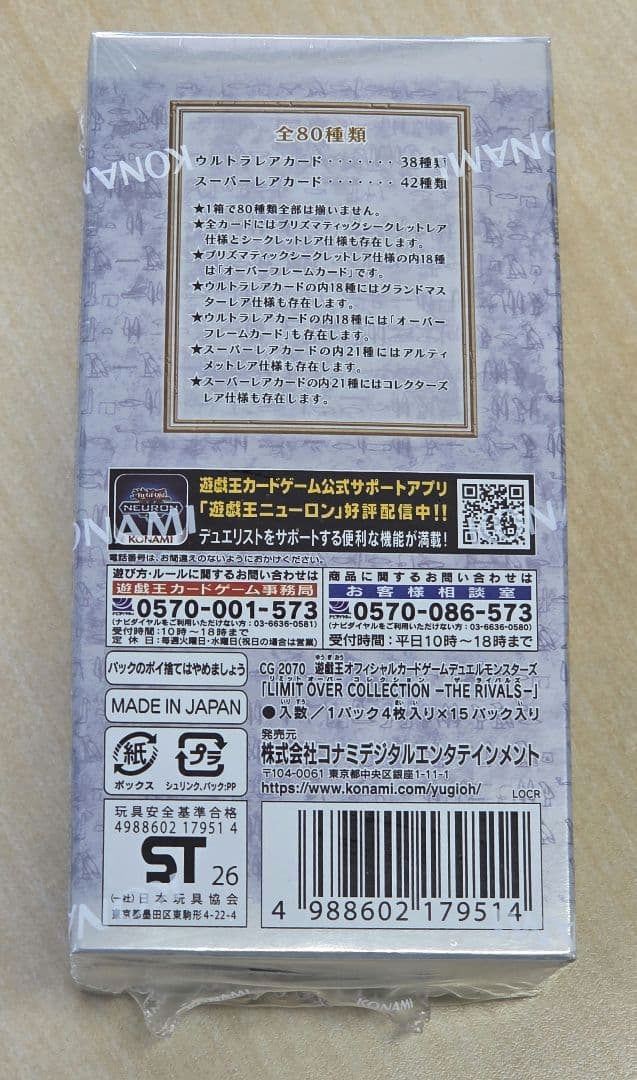 KONAMI
KONAMI
全80種類
ウルトラレアカード・・・・・・・38種類
スーパーレアカード・・・・・・・42種類
★1箱で80種類全部は揃いません。
★全カードにはプリズマティックシークレットレア
仕様とシークレットレア仕様も存在します。
★プリズマティックシークレットレア仕様の内18種
は「オーバーフレームカード」です。
★ウルトラレアカードの内18種にはグランドマス
ターレア仕様も存在します。
★ウルトラレアカードの内18種には「オーバー
フレームカード」も存在します。
★スーパーレアカードの内21種にはアルティ
メットレア仕様も存在します。
★スーパーレアカードの内21種にはコレクターズ
レア仕様も存在します。
Yu-Gi-Oh!
NEURON
KONAMI
遊戯王カードゲーム公式サポートアプリ
「遊戯王ニューロン」好評配信中!!
デュエリストをサポートする便利な機能が満載!
電話番号は、お間違えのないようにおかけください。
遊び方・ルールに関するお問い合わせは
遊戯王カードゲーム事務局
0570-001-573
(ナビダイヤルをご利用いただけない方:03-6636-0581)
受付時間:10時〜18時まで
定休日:毎週火曜日・水曜日(祝日の場合は営業)
商品に関するお問い合わせは
お客様相談室
0570-086-573
(ナビダイヤルをご利用いただけない方:03-6636-0580)
受付時間:平日10時〜18時まで
パックのポイ捨てはやめましょう
MADE IN JAPAN
紙
ボックス
プラ
シュリンク、パック:PP
CG 2070 遊戯王オフィシャルカードゲームデュエルモンスターズ
「LIMIT OVER COLLECTION −THE RIVALS−」
●入数/1パック4枚入り×15パック入り
発売元
株式会社コナミデジタルエンタテインメント
〒104-0061 東京都中央区銀座1-11-1
https://www.konami.com/yugioh/
LOCR
玩具安全基準合格
4988602 17951 4
ST 26
(一社)日本玩具協会
東京都墨田区東駒形4-22-4
4 988602 179514
KONAMI
KONAMI